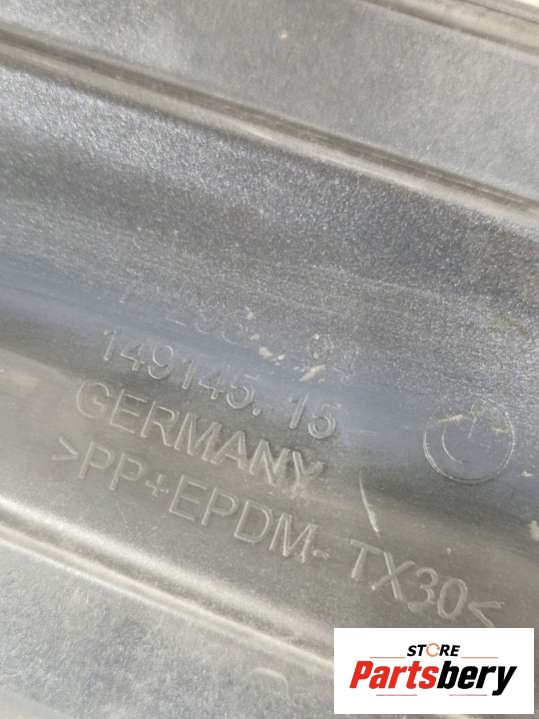 149145.15
GERMANY
>PP+EPDM-TX30<
STORE
Partsbery